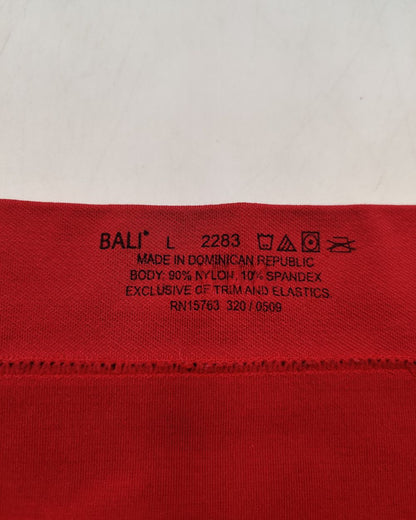 BALI® L 2283
MADE IN DOMINICAN REPUBLIC
BODY: 90% NYLON, 10% SPANDEX
EXCLUSIVE OF TRIM AND ELASTICS
RN15763 320 / 0509